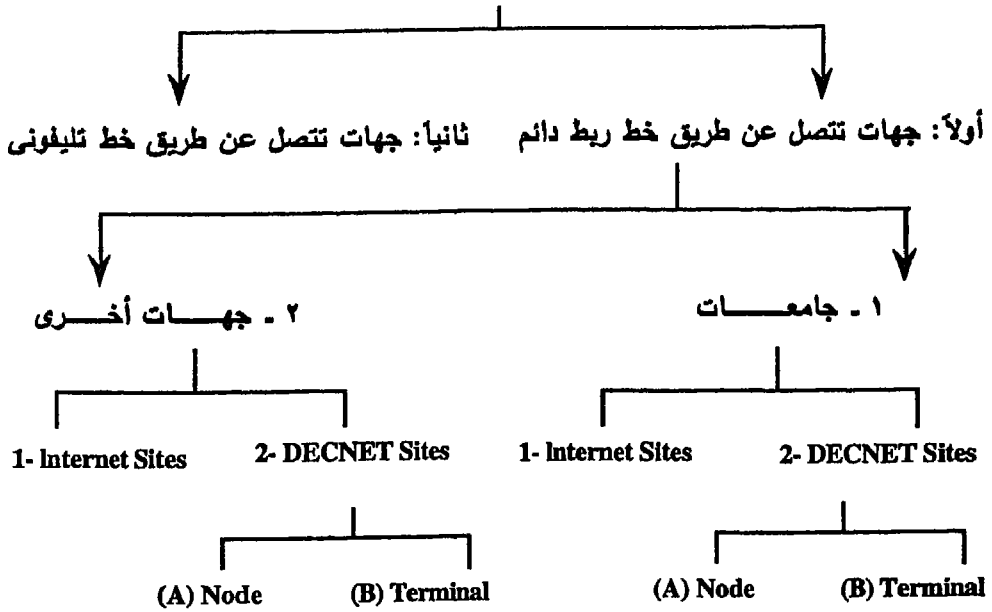 أولاً: جهات تتصل عن طريق خط ربط دائم
ثانياً: جهات تتصل عن طريق خط تليفونى
١ - جامعـــــات
٢ - جهـــــات أخـــرى
2- DECNET Sites
1- Internet Sites
2- DECNET Sites
1- Internet Sites
(A) Node
(B) Terminal
(A) Node
(B) Terminal